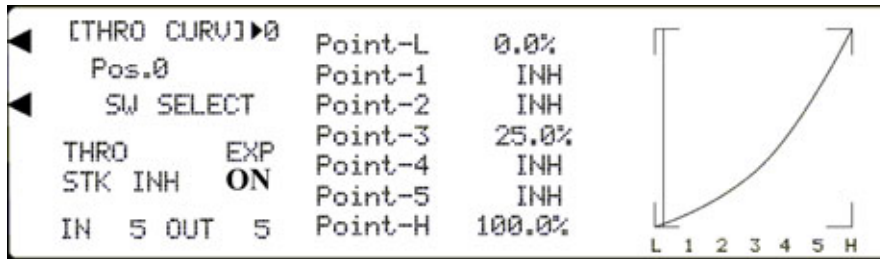 [THRO CURV]▶0
Pos.0
SW SELECT
THRO EXP
STK INH ON
IN 5 OUT 5
Point-L 0.0%
Point-1 INH
Point-2 INH
Point-3 25.0%
Point-4 INH
Point-5 INH
Point-H 100.0%
L 1 2 3 4 5 H